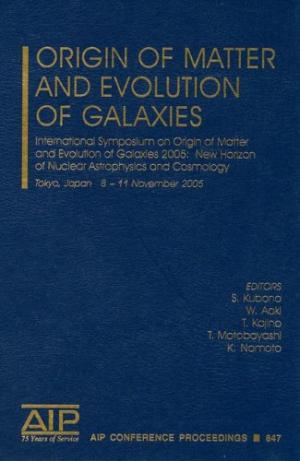 ORIGIN OF MATTER
AND EVOLUTION
OF GALAXIES
International Symposium on Origin of Matter
and Evolution of Galaxies 2005: New Horizon
of Nuclear Astrophysics and Cosmology
Tokyo, Japan 8 – 11 November 2005
EDITORS
S. Kubono
W. Aoki
T. Kajino
T. Motobayashi
K. Nomoto
AIP
75 Years of Service
AIP CONFERENCE PROCEEDINGS ■ 847